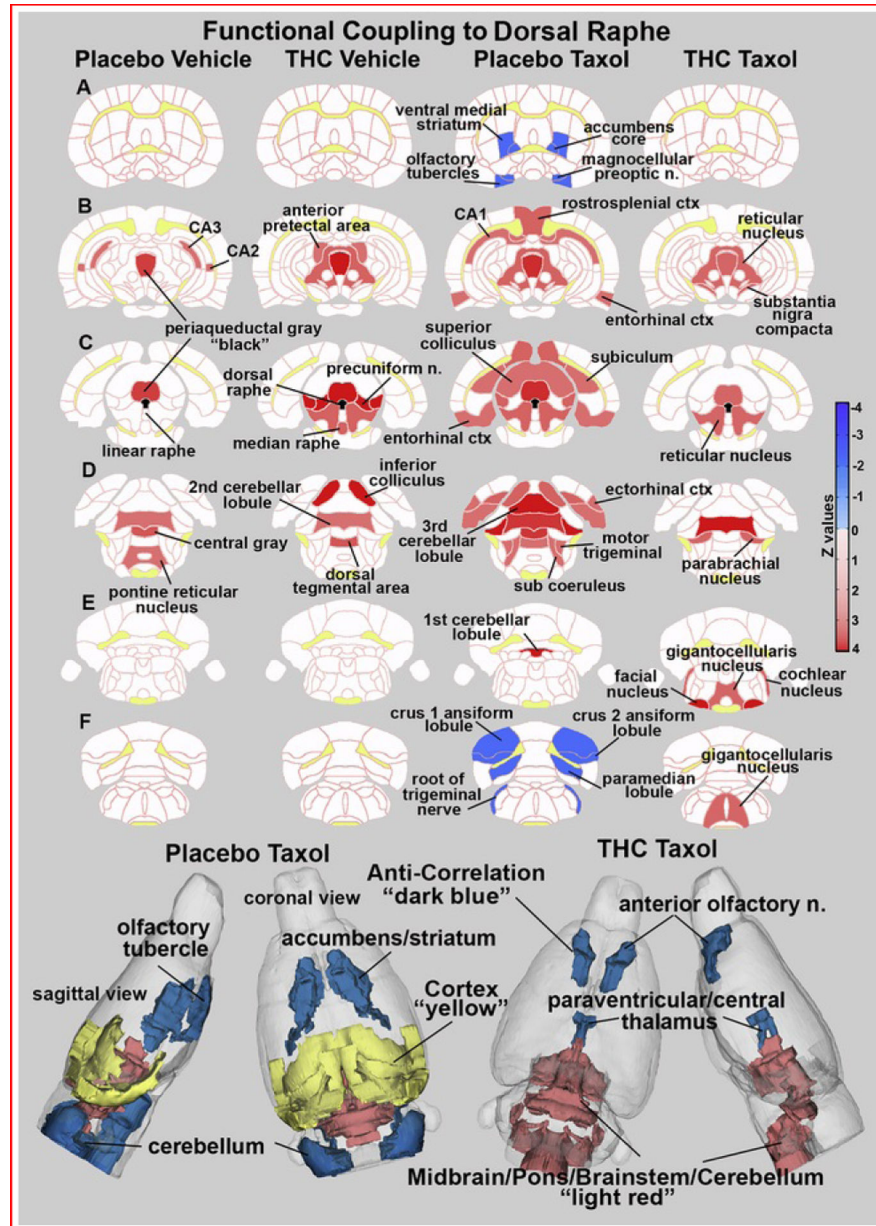 Functional Coupling to Dorsal Raphe
Placebo Vehicle
THC Vehicle
Placebo Taxol
THC Taxol
A
ventral medial
striatum
accumbens
core
olfactory
tubercles
magnocellular
preoptic n.
B
CA3
CA2
anterior
pretectal area
CA1
rostrosplenial ctx
reticular
nucleus
entorhinal ctx
substantia
nigra
compacta
periaqueductal gray
"black"
C
dorsal
raphe
precuniform n.
superior
colliculus
subiculum
linear raphe
median raphe
entorhinal ctx
reticular nucleus
-4
-3
-2
-1
0
1
2
3
4
Z values
D
2nd cerebellar
lobule
inferior
colliculus
ectorhinal ctx
central gray
3rd
cerebellar
lobule
motor
trigeminal
parabrachial
nucleus
pontine reticular
nucleus
dorsal
tegmental area
sub coeruleus
E
1st cerebellar
lobule
gigantocellularis
nucleus
facial
nucleus
cochlear
nucleus
F
crus 1 ansiform
lobule
crus 2 ansiform
lobule
gigantocellularis
nucleus
root of
trigeminal
nerve
paramedian
lobule
Placebo Taxol
THC Taxol
coronal view
Anti-Correlation
"dark blue"
olfactory
tubercle
anterior olfactory n.
accumbens/striatum
sagittal view
Cortex
"yellow"
paraventricular/central
thalamus
cerebellum
Midbrain/Pons/Brainstem/Cerebellum
"light red"